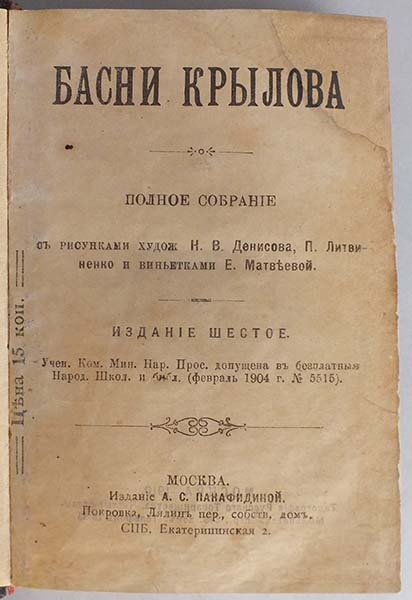 БАСНИ КРЫЛОВА
ПОЛНОЕ СОБРАНІЕ
съ рисунками худож Н. В. Денисова, П. Литви-
ненко и виньетками Е. Матвѣевой.
ИЗДАНІЕ ШЕСТОЕ.
Учен. Ком. Мин. Нар. Прос. допущена въ безплатныя
Народ. Школ. и библ. (февраль 1904 г. № 5515).
МОСКВА.
Изданіе А. С. ПАНАФИДИНОЙ.
Покровка, Лялинъ пер., собств. домъ.
СПБ. Екатерининская 2.
Цѣна 15 коп.